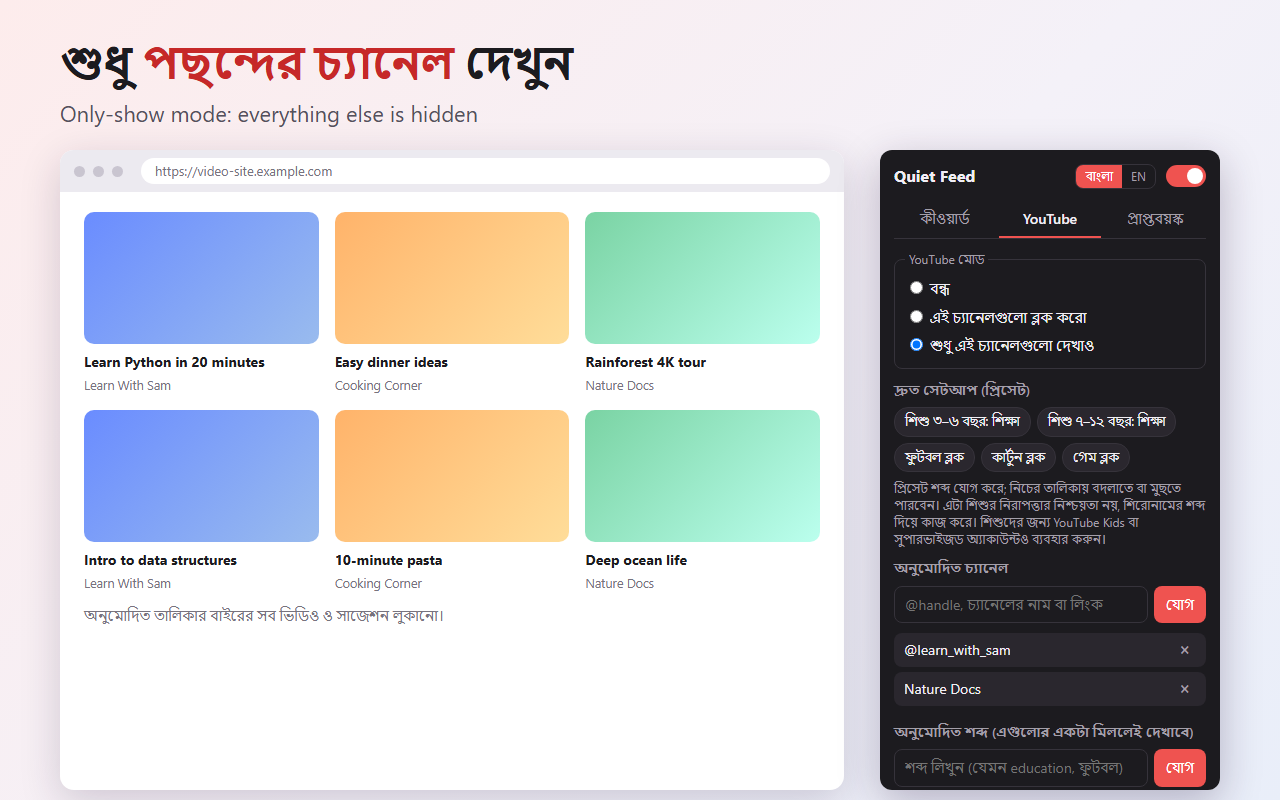 শুধু পছন্দের চ্যানেল দেখুন
Only-show mode: everything else is hidden
https://video-site.example.com
Learn Python in 20 minutes
Learn With Sam
Easy dinner ideas
Cooking Corner
Rainforest 4K tour
Nature Docs
Intro to data structures
Learn With Sam
10-minute pasta
Cooking Corner
Deep ocean life
Nature Docs
অনুমোদিত তালিকার বাইরের সব ভিডিও ও সাজেশন লুকানো।
Quiet Feed
বাংলা EN
কীওয়ার্ড YouTube প্রাপ্তবয়স্ক
YouTube মোড
বন্ধ
এই চ্যানেলগুলো ব্লক করো
শুধু এই চ্যানেলগুলো দেখাও
দ্রুত সেটআপ (প্রিসেট)
শিশু ৩–৬ বছর: শিক্ষা শিশু ৭–১২ বছর: শিক্ষা
ফুটবল ব্লক কার্টুন ব্লক গেম ব্লক
প্রিসেট শব্দ যোগ করে; নিচের তালিকায় বদলাতে বা মুছতে
পারবেন। এটা শিশুর নিরাপত্তার নিশ্চয়তা নয়, শিরোনামের শব্দ
দিয়ে কাজ করে। শিশুদের জন্য YouTube Kids বা
সুপারভাইজড অ্যাকাউন্টও ব্যবহার করুন।
অনুমোদিত চ্যানেল
@handle, চ্যানেলের নাম বা লিংক যোগ
@learn_with_sam ×
Nature Docs ×
অনুমোদিত শব্দ (এগুলোর একটা মিললেই দেখাবে)
শব্দ লিখুন (যেমন education, ফুটবল) যোগ